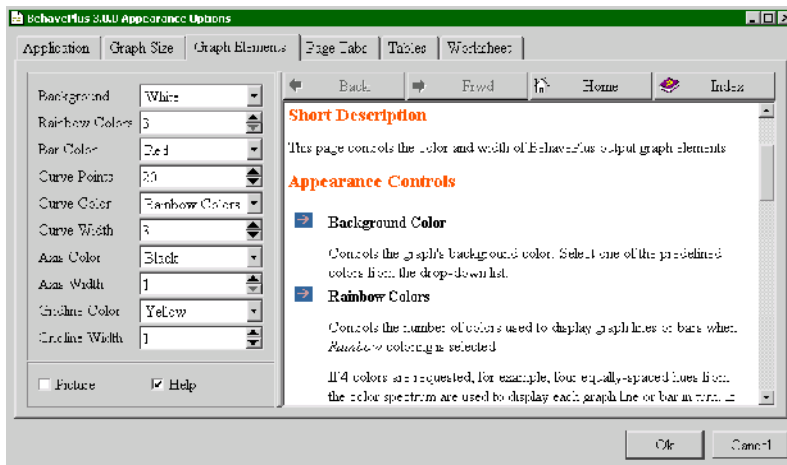 BehavePlus 3.0.0 Appearance Options
Application
Graph Size
Graph Elements
Page Tabs
Tables
Worksheet
Background White
Rainbow Colors 3
Bar Color Red
Curve Points 20
Curve Color Rainbow Colors
Curve Width 3
Axis Color Black
Axis Width 1
Gridline Color Yellow
Gridline Width 1
Picture
Help
Back
Frwd
Home
Index
Short Description
This page controls the color and width of BehavePlus output graph elements
Appearance Controls
Background Color
Controls the graph's background color. Select one of the predefined
colors from the drop-down list.
Rainbow Colors
Controls the number of colors used to display graph lines or bars when
Rainbow coloring is selected
If 4 colors are requested, for example, four equally-spaced hues from
the color spectrum are used to display each graph line or bar in turn.
Ok
Cancel